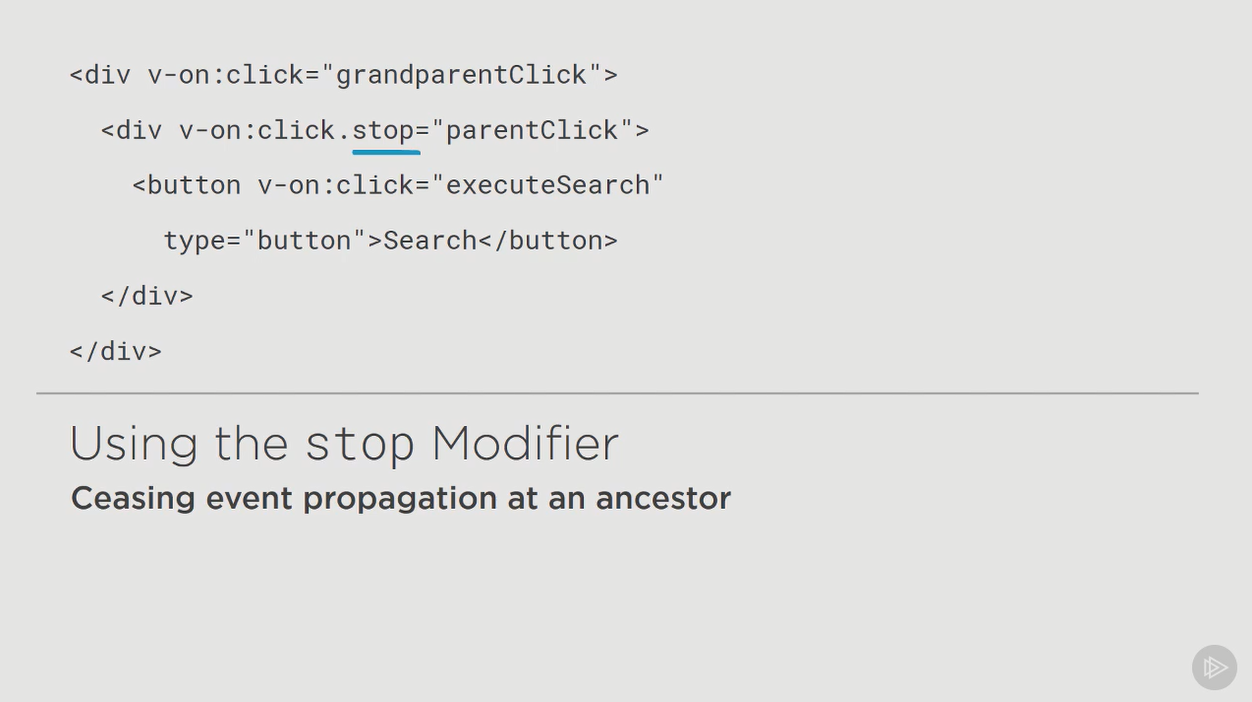 <div v-on:click="grandparentClick">
<div v-on:click.stop="parentClick">
<button v-on:click="executeSearch"
type="button">Search</button>
</div>
</div>
Using the stop Modifier
Ceasing event propagation at an ancestor